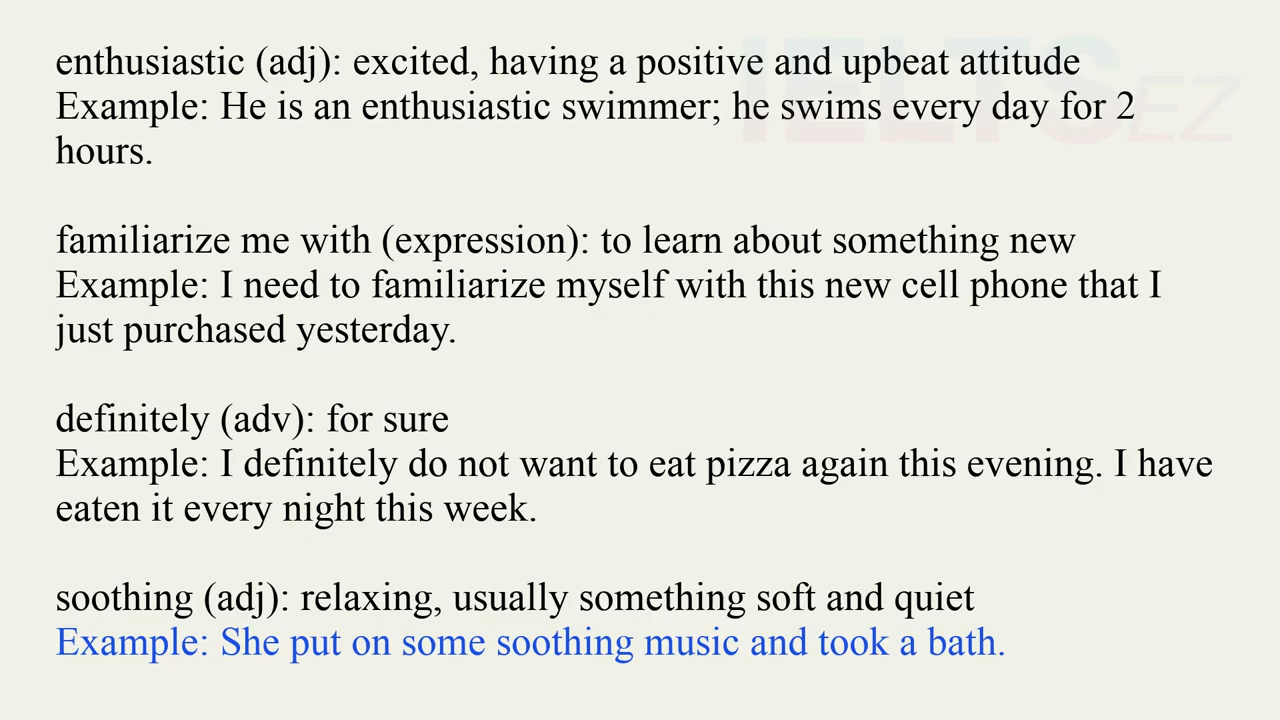 IELTS EZ
enthusiastic (adj): excited, having a positive and upbeat attitude
Example: He is an enthusiastic swimmer; he swims every day for 2
hours.
familiarize me with (expression): to learn about something new
Example: I need to familiarize myself with this new cell phone that I
just purchased yesterday.
definitely (adv): for sure
Example: I definitely do not want to eat pizza again this evening. I have
eaten it every night this week.
soothing (adj): relaxing, usually something soft and quiet
Example: She put on some soothing music and took a bath.